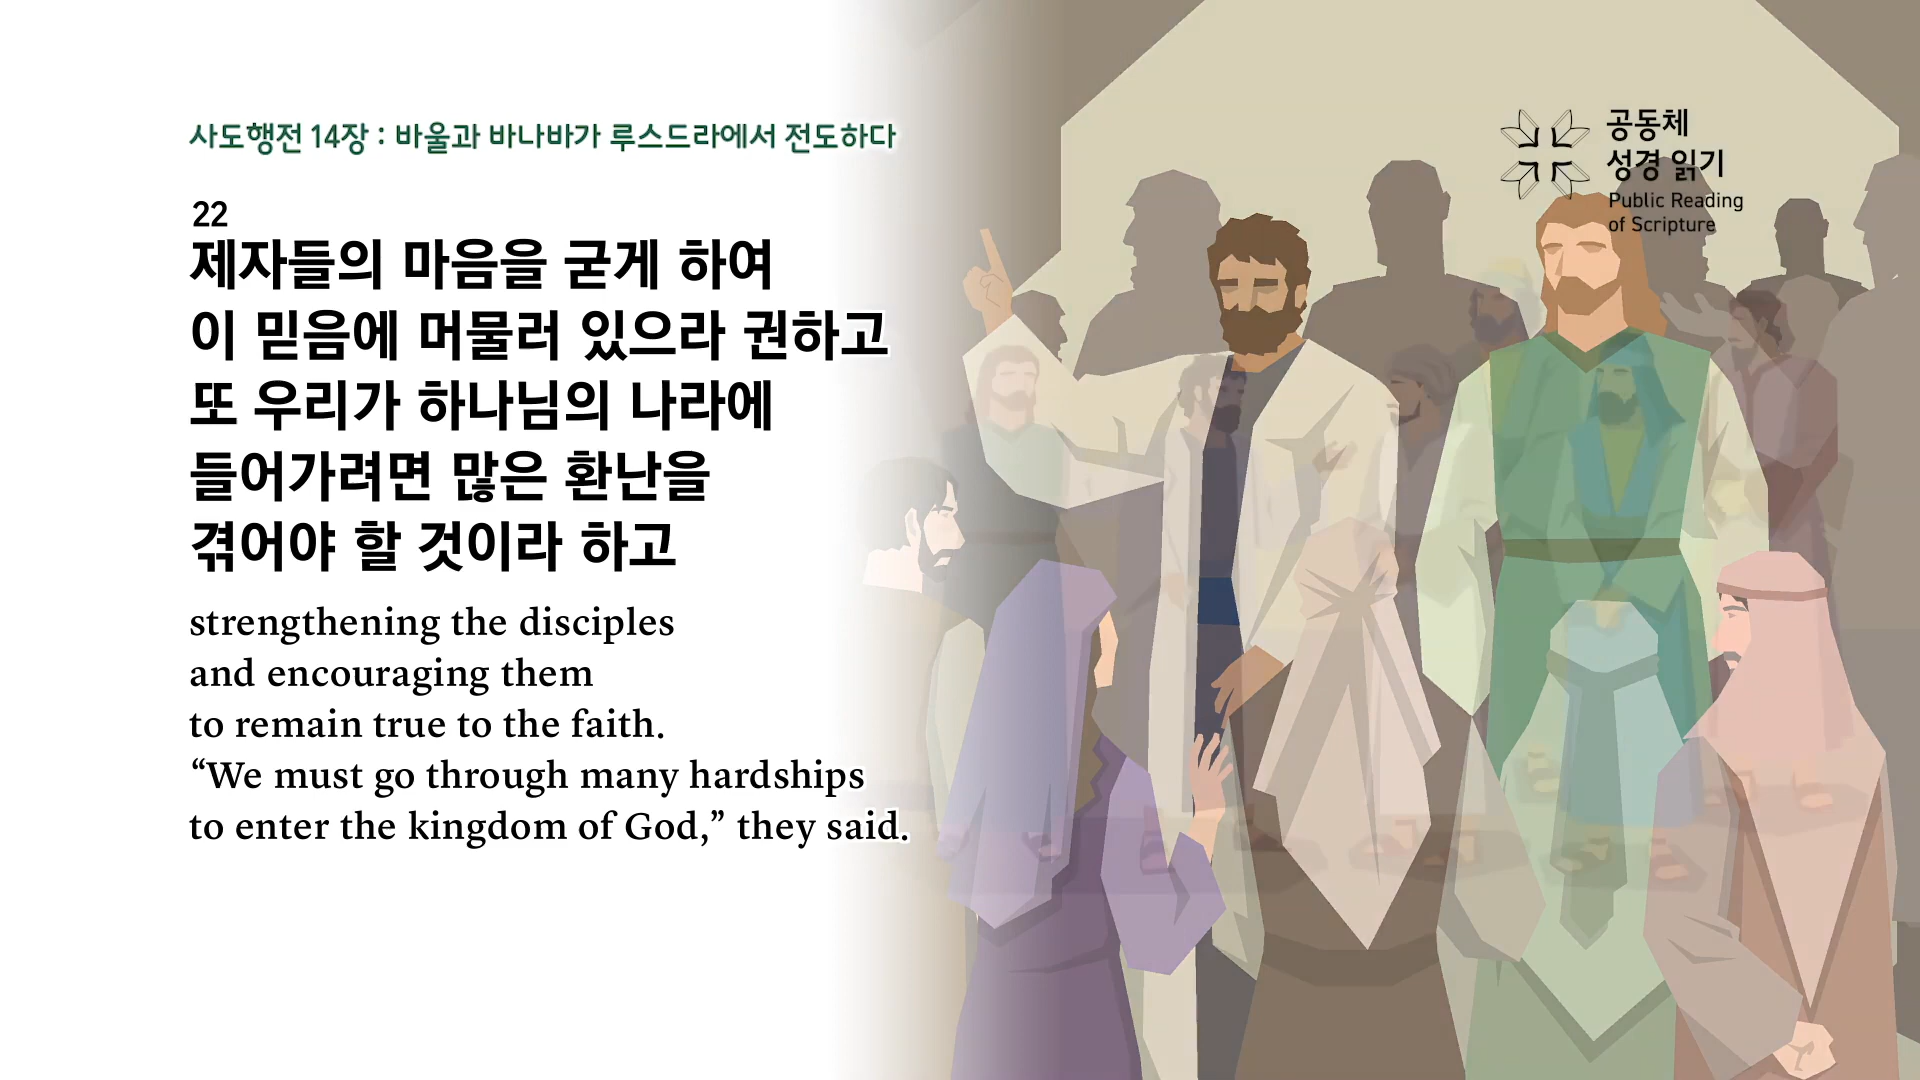 사도행전 14장 : 바울과 바나바가 루스드라에서 전도하다
22
제자들의 마음을 굳게 하여
이 믿음에 머물러 있으라 권하고
또 우리가 하나님의 나라에
들어가려면 많은 환난을
겪어야 할 것이라 하고
strengthening the disciples
and encouraging them
to remain true to the faith.
“We must go through many hardships
to enter the kingdom of God,” they said.
공동체
성경 읽기
Public Reading
of Scripture